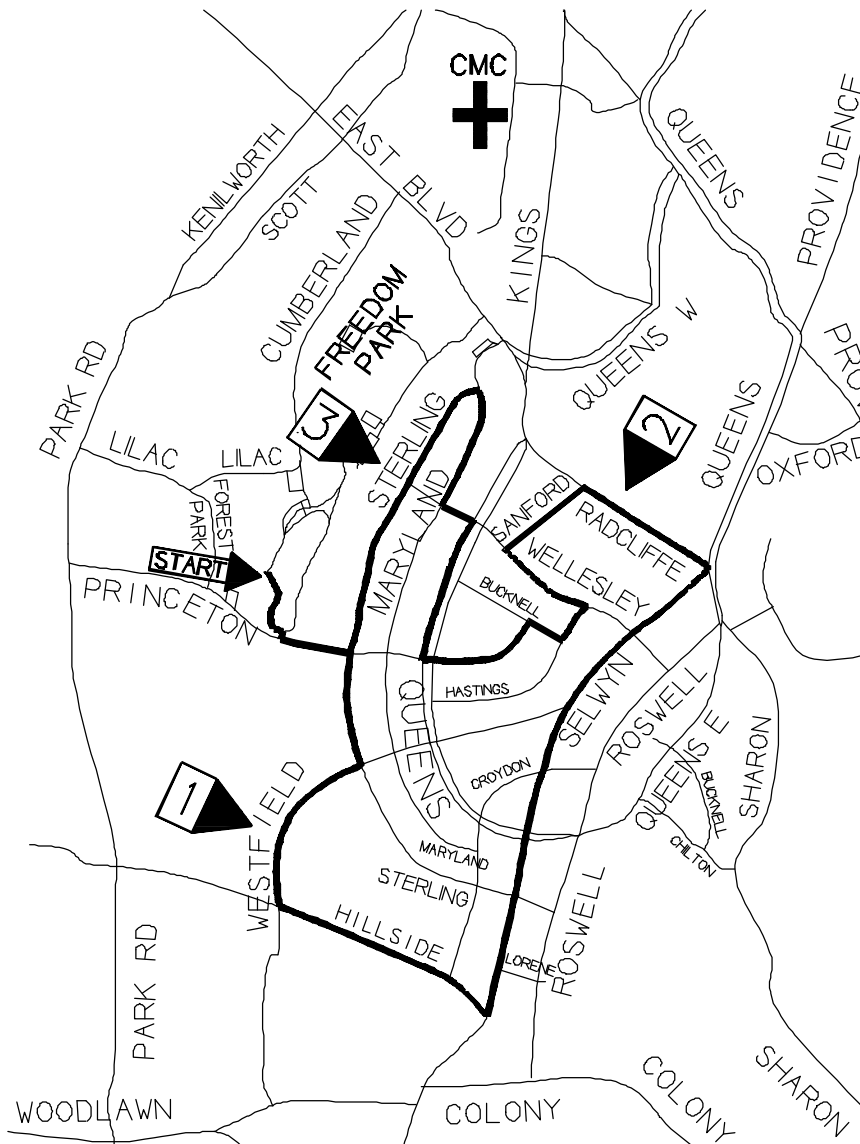 CMC
QUEENS
PROVIDENCE
KENILWORTH
EAST BLVD
SCOTT
KINGS
CUMBERLAND
FREEDOM
PARK
QUEENS W
PARK RD
3
STERLING
2
QUEENS
LILAC
LILAC
OXFORD
MARYLAND
SANFORD
RADCLIFFE
PARK
FOREST
START
WELLESLEY
PRINCETON
BUCKNELL
HASTINGS
QUEENS
SELWYN
ROSWELL
QUEENS E
SHARON
1
WESTFIELD
CROYDON
BUCKNELL
MARYLAND
CHILTON
STERLING
HILLSIDE
ROSWELL
LORENE
PARK RD
WOODLAWN
COLONY
COLONY
SHARON